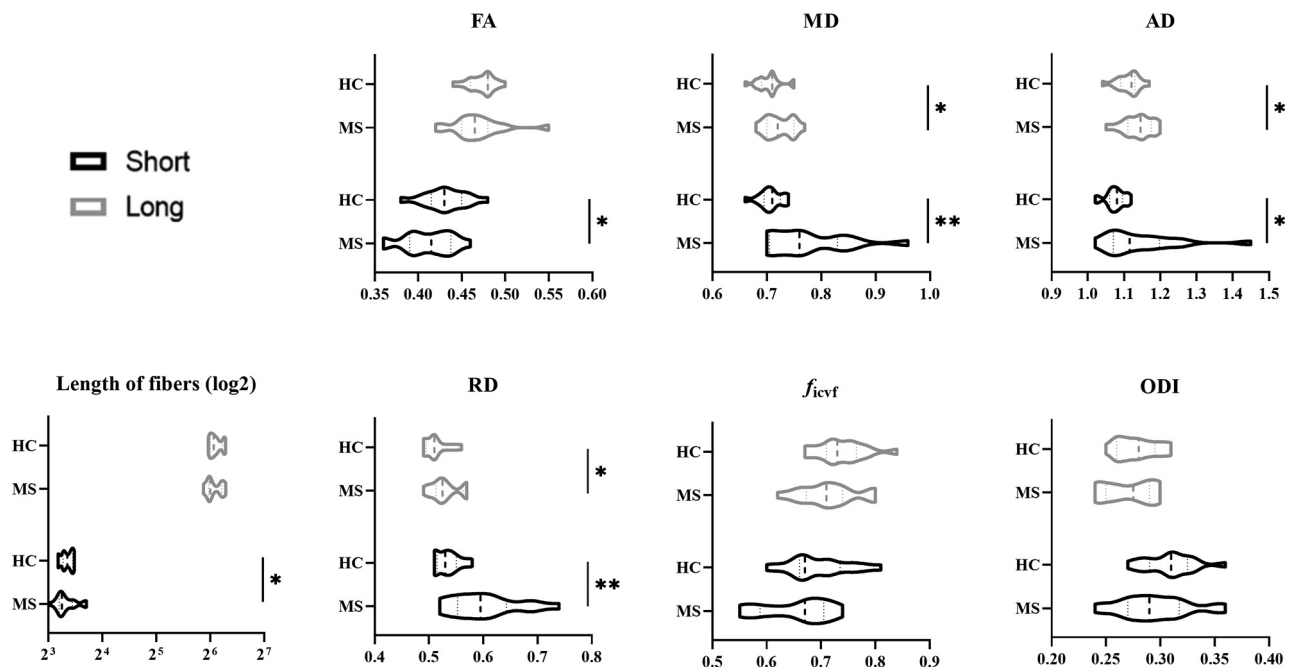 FA
MD
AD
HC
MS
HC
MS
0.35 0.40 0.45 0.50 0.55 0.60
*
HC
MS
HC
MS
0.6 0.7 0.8 0.9 1.0
*
**
HC
MS
HC
MS
0.9 1.0 1.1 1.2 1.3 1.4 1.5
*
*
Short
Long
Length of fibers (log2)
RD
ficvf
ODI
HC
MS
HC
MS
2³ 2⁴ 2⁵ 2⁶ 2⁷
*
HC
MS
HC
MS
0.4 0.5 0.6 0.7 0.8
*
**
HC
MS
HC
MS
0.5 0.6 0.7 0.8 0.9
HC
MS
HC
MS
0.20 0.25 0.30 0.35 0.40